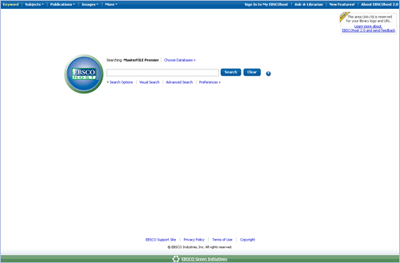 Keyword Subjects Publications Images More Sign In to My EBSCOhost Ask-A-Librarian New Features! About EBSCOhost 2.0
This area (60x20) is reserved
for your library logo and URL.
Learn more about
EBSCOhost 2.0 and send feedback.
Searching: MasterFILE Premier Choose Databases »
EBSCO
HOST
Search Clear ?
Search Options Visual Search Advanced Search Preferences »
EBSCO Support Site Privacy Policy Terms of Use Copyright
© EBSCO Industries, Inc. All rights reserved.
EBSCO Green Initiatives